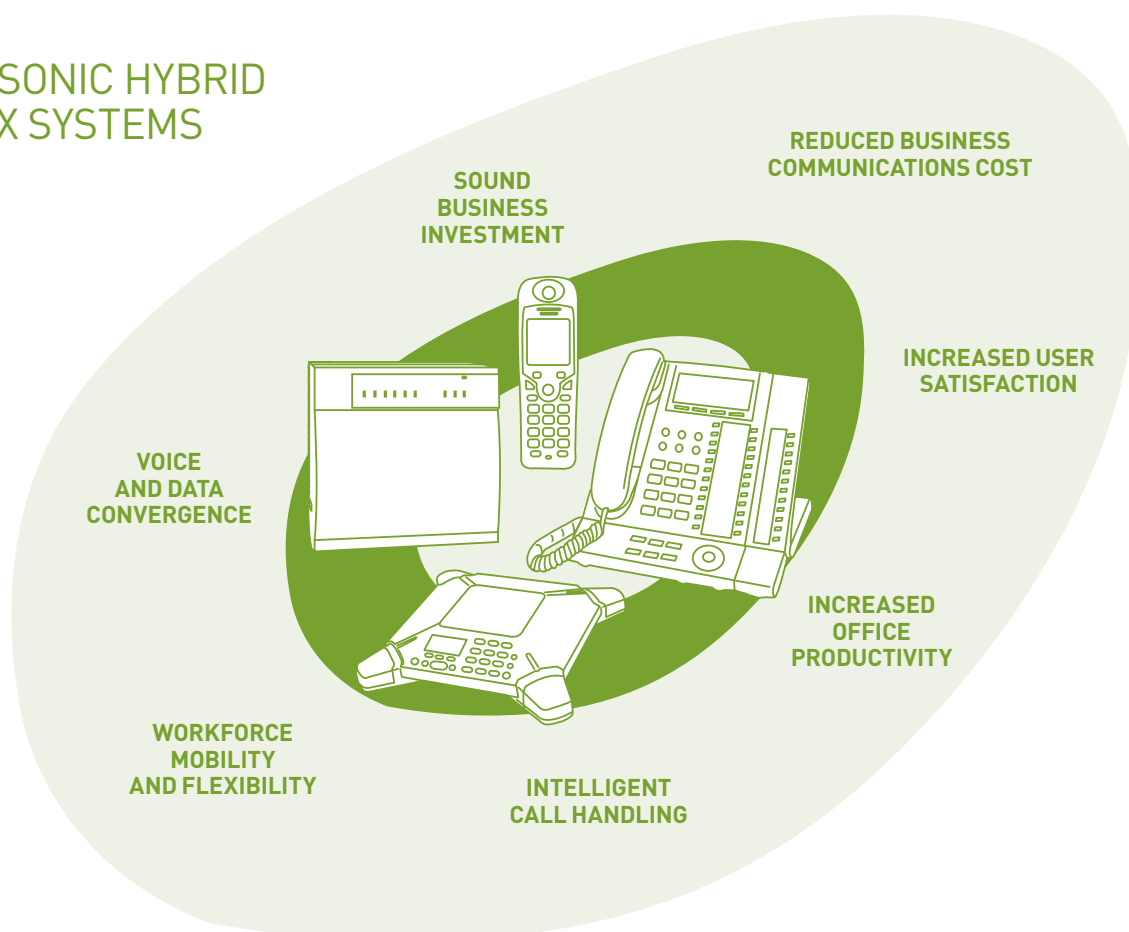 SONIC HYBRID
X SYSTEMS
REDUCED BUSINESS
COMMUNICATIONS COST
SOUND
BUSINESS
INVESTMENT
INCREASED USER
SATISFACTION
VOICE
AND DATA
CONVERGENCE
INCREASED
OFFICE
PRODUCTIVITY
WORKFORCE
MOBILITY
AND FLEXIBILITY
INTELLIGENT
CALL HANDLING